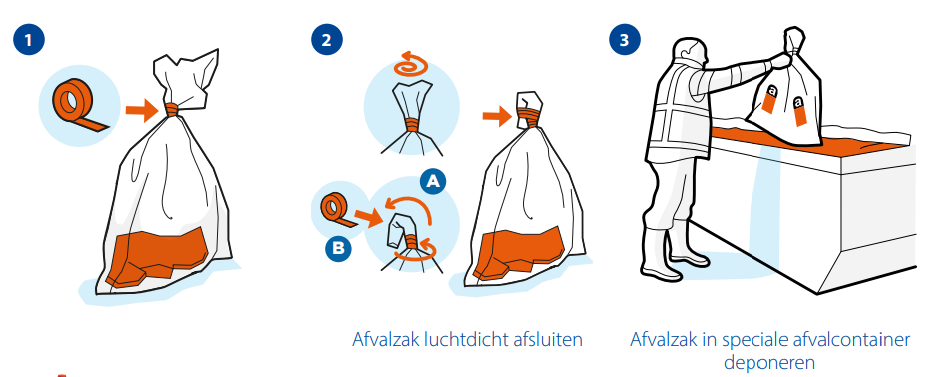 1
2
3
A
B
a
a
Afvalzak luchtdicht afsluiten
Afvalzak in speciale afvalcontainer
deponeren